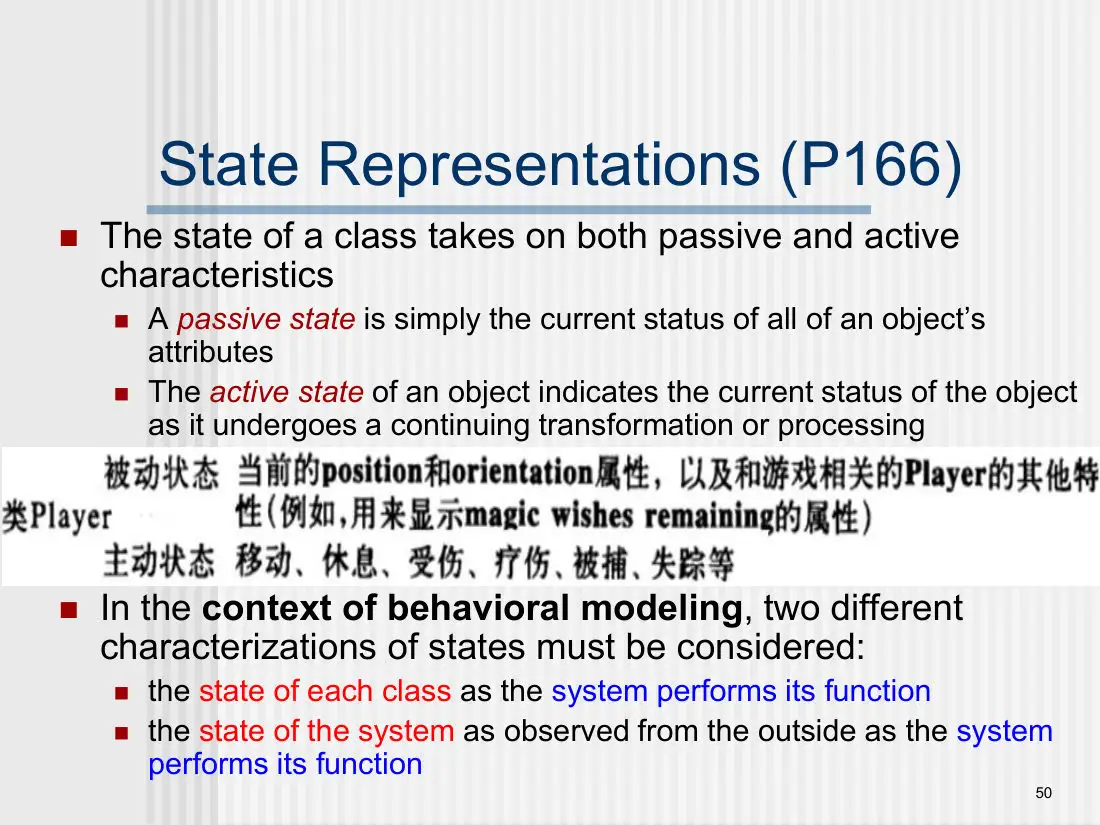 State Representations (P166)
The state of a class takes on both passive and active
characteristics
A passive state is simply the current status of all of an object’s
attributes
The active state of an object indicates the current status of the object
as it undergoes a continuing transformation or processing
被动状态 当前的position和orientation属性，以及和游戏相关的Player的其他特
类Player 性(例如,用来显示magic wishes remaining的属性)
主动状态 移动、休息、受伤、疗伤、被捕、失踪等
In the context of behavioral modeling, two different
characterizations of states must be considered:
the state of each class as the system performs its function
the state of the system as observed from the outside as the system
performs its function
50